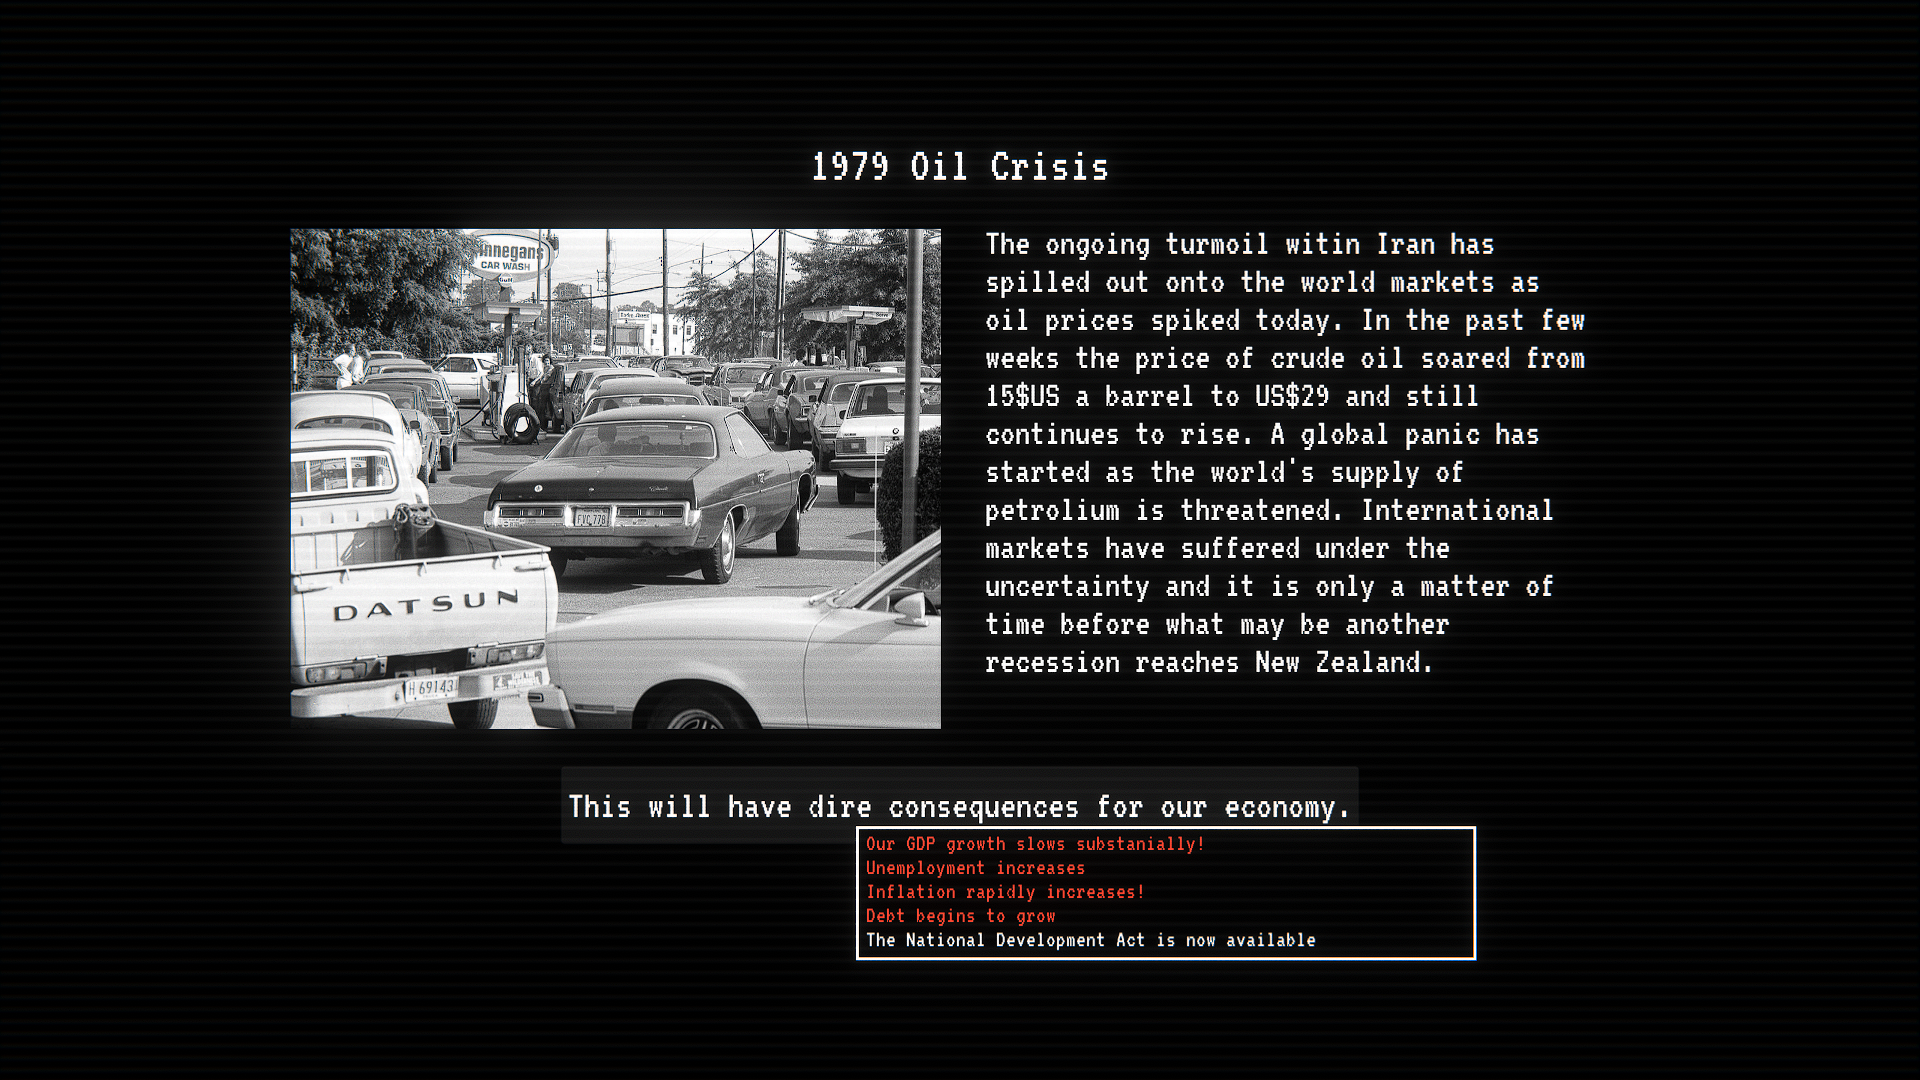 1979 Oil Crisis
nnegans
CAR WASH
Gulf
The ongoing turmoil witin Iran has
spilled out onto the world markets as
oil prices spiked today. In the past few
weeks the price of crude oil soared from
15$US a barrel to US$29 and still
continues to rise. A global panic has
started as the world's supply of
petrolium is threatened. International
markets have suffered under the
uncertainty and it is only a matter of
time before what may be another
recession reaches New Zealand.
DATSUN
H 69143
This will have dire consequences for our economy.
Our GDP growth slows substanially!
Unemployment increases
Inflation rapidly increases!
Debt begins to grow
The National Development Act is now available